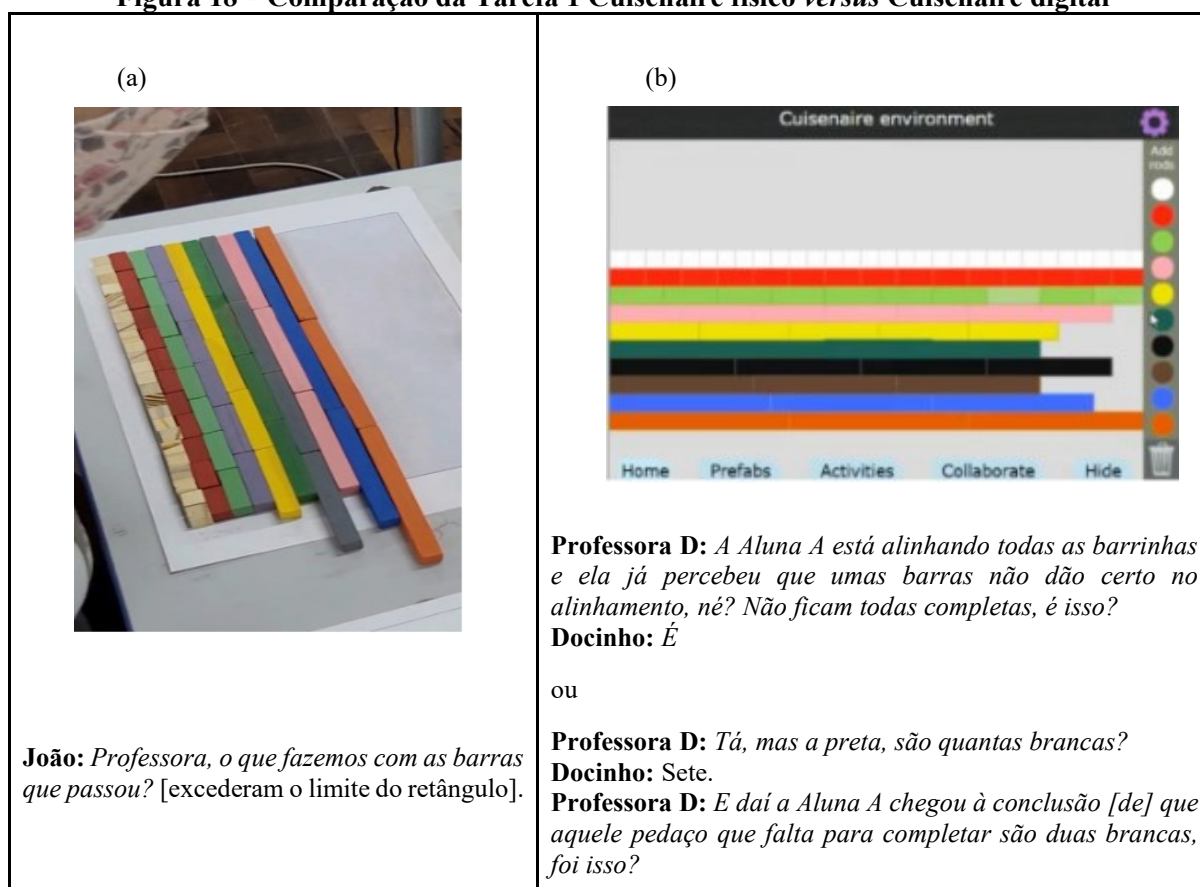 Figura 18 – Comparação da Tarefa 1 Cuisenaire físico versus Cuisenaire digital
(a)
João: Professora, o que fazemos com as barras
que passou? [excederam o limite do retângulo].
(b)
Cuisenaire environment
Add
rods
Home Prefabs Activities Collaborate Hide
Professora D: A Aluna A está alinhando todas as barrinhas
e ela já percebeu que umas barras não dão certo no
alinhamento, né? Não ficam todas completas, é isso?
Docinho: É
ou
Professora D: Tá, mas a preta, são quantas brancas?
Docinho: Sete.
Professora D: E daí a Aluna A chegou à conclusão [de] que
aquele pedaço que falta para completar são duas brancas,
foi isso?